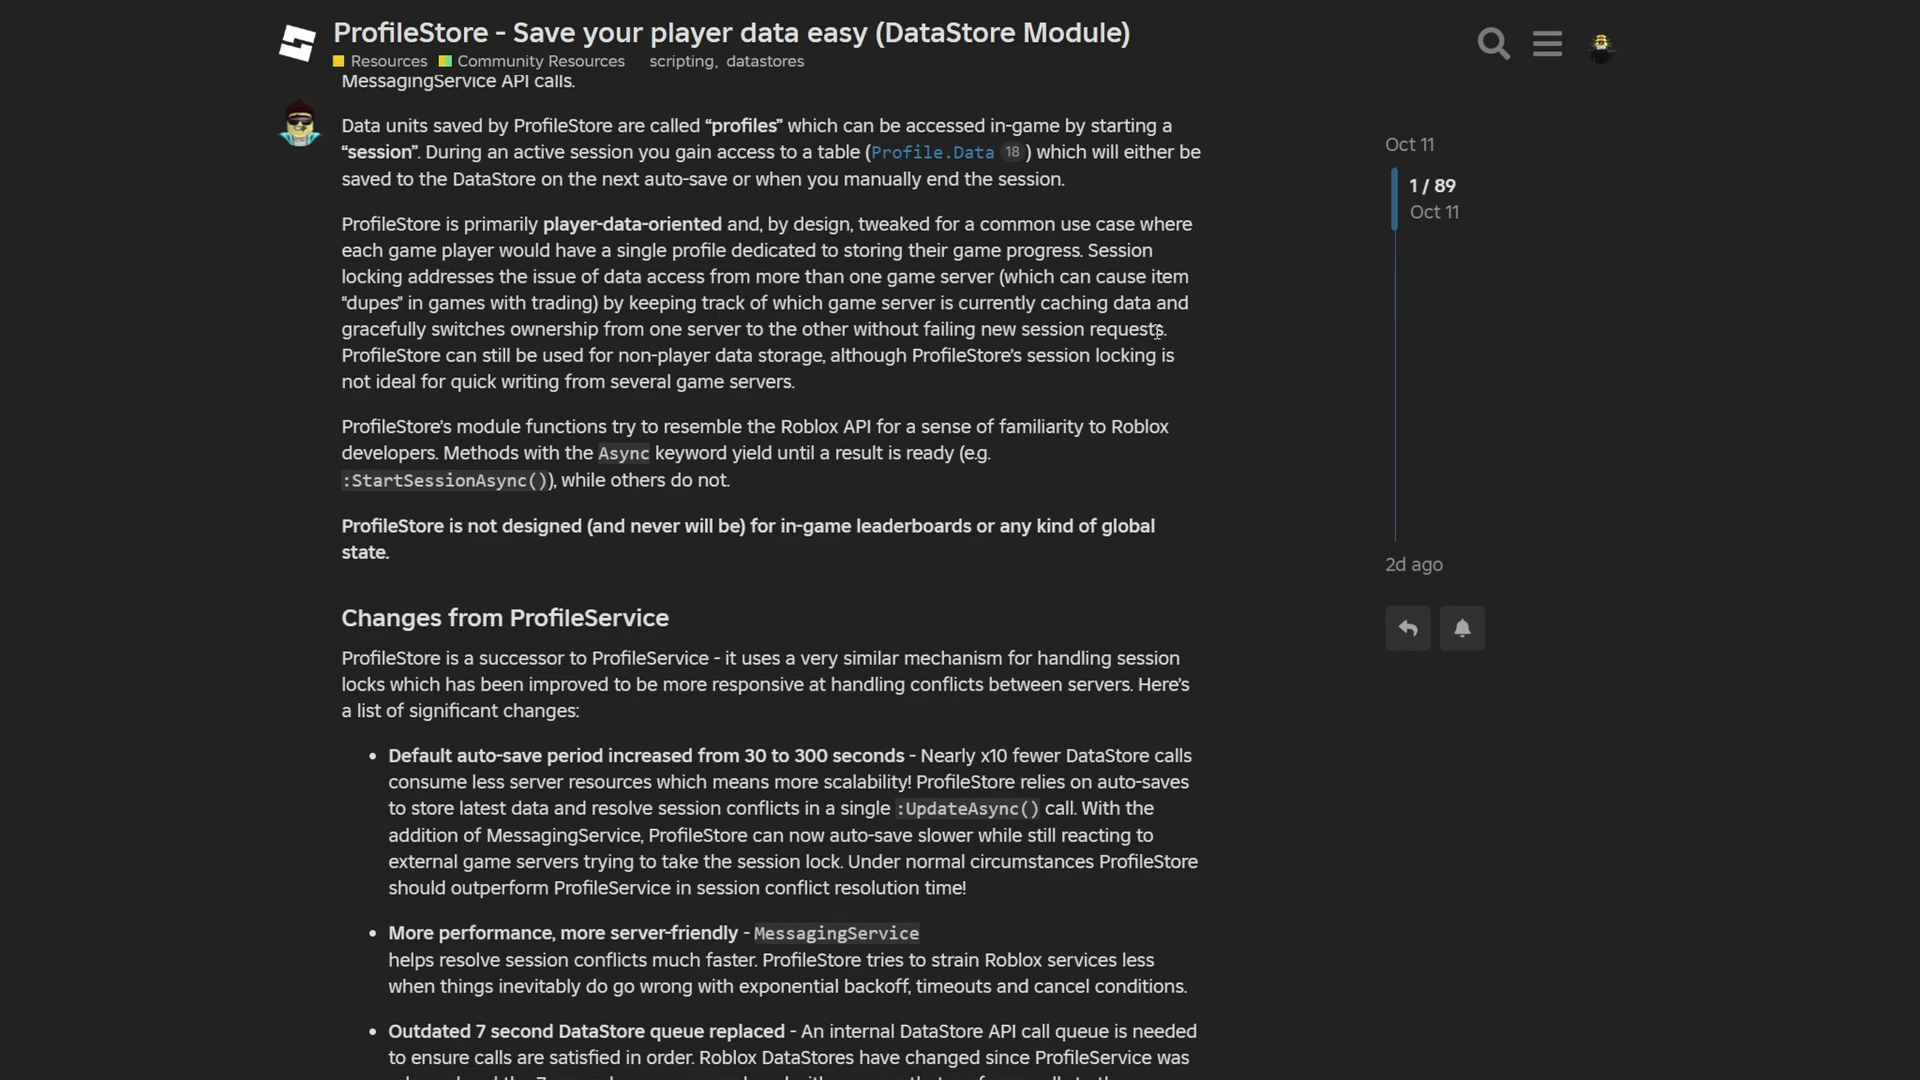 ProfileStore - Save your player data easy (DataStore Module)
Resources Community Resources scripting, datastores
MessagingService API calls.
Data units saved by ProfileStore are called “profiles” which can be accessed in-game by starting a
“session”. During an active session you gain access to a table (Profile.Data 18) which will either be
saved to the DataStore on the next auto-save or when you manually end the session.
ProfileStore is primarily player-data-oriented and, by design, tweaked for a common use case where
each game player would have a single profile dedicated to storing their game progress. Session
locking addresses the issue of data access from more than one game server (which can cause item
“dupes” in games with trading) by keeping track of which game server is currently caching data and
gracefully switches ownership from one server to the other without failing new session requests.
ProfileStore can still be used for non-player data storage, although ProfileStore’s session locking is
not ideal for quick writing from several game servers.
ProfileStore’s module functions try to resemble the Roblox API for a sense of familiarity to Roblox
developers. Methods with the Async keyword yield until a result is ready (e.g.
:StartSessionAsync()), while others do not.
ProfileStore is not designed (and never will be) for in-game leaderboards or any kind of global
state.
Changes from ProfileService
ProfileStore is a successor to ProfileService - it uses a very similar mechanism for handling session
locks which has been improved to be more responsive at handling conflicts between servers. Here’s
a list of significant changes:
• Default auto-save period increased from 30 to 300 seconds - Nearly x10 fewer DataStore calls
consume less server resources which means more scalability! ProfileStore relies on auto-saves
to store latest data and resolve session conflicts in a single :UpdateAsync() call. With the
addition of MessagingService, ProfileStore can now auto-save slower while still reacting to
external game servers trying to take the session lock. Under normal circumstances ProfileStore
should outperform ProfileService in session conflict resolution time!
• More performance, more server-friendly - MessagingService
helps resolve session conflicts much faster. ProfileStore tries to strain Roblox services less
when things inevitably do go wrong with exponential backoff, timeouts and cancel conditions.
• Outdated 7 second DataStore queue replaced - An internal DataStore API call queue is needed
to ensure calls are satisfied in order. Roblox DataStores have changed since ProfileService was
Oct 11
1 / 89
Oct 11
2d ago